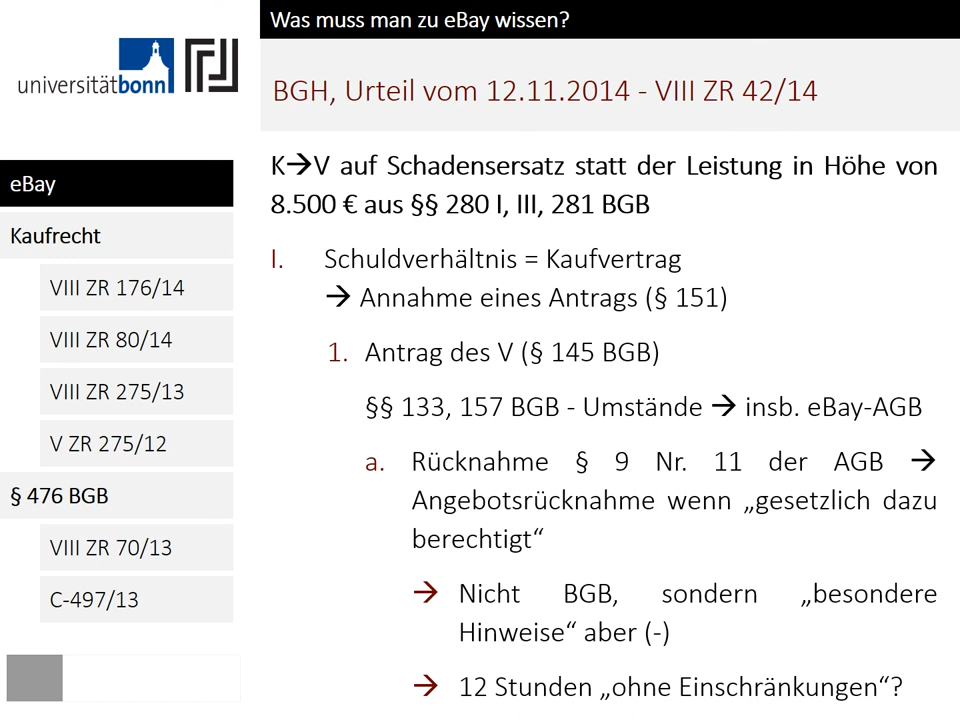 Was muss man zu eBay wissen?
universitätbonn
BGH, Urteil vom 12.11.2014 - VIII ZR 42/14
eBay
Kaufrecht
VIII ZR 176/14
VIII ZR 80/14
VIII ZR 275/13
V ZR 275/12
§ 476 BGB
VIII ZR 70/13
C-497/13
K→V auf Schadensersatz statt der Leistung in Höhe von
8.500 € aus §§ 280 I, III, 281 BGB
I. Schuldverhältnis = Kaufvertrag
→ Annahme eines Antrags (§ 151)
1. Antrag des V (§ 145 BGB)
§§ 133, 157 BGB - Umstände → insb. eBay-AGB
a. Rücknahme § 9 Nr. 11 der AGB →
Angebotsrücknahme wenn „gesetzlich dazu
berechtigt“
→ Nicht BGB, sondern „besondere
Hinweise“ aber (-)
→ 12 Stunden „ohne Einschränkungen“?